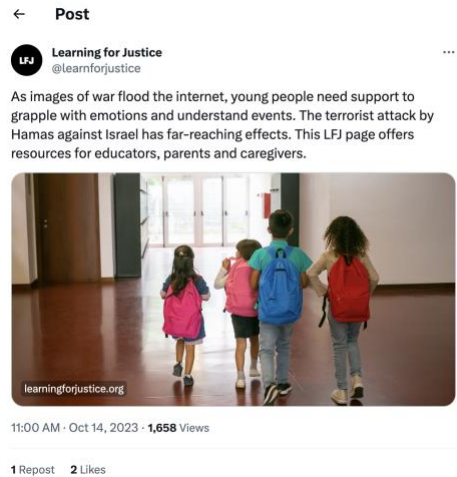 ← Post
LFJ
Learning for Justice
@learnforjustice
As images of war flood the internet, young people need support to
grapple with emotions and understand events. The terrorist attack by
Hamas against Israel has far-reaching effects. This LFJ page offers
resources for educators, parents and caregivers.
learningforjustice.org
11:00 AM · Oct 14, 2023 · 1,658 Views
1 Repost 2 Likes